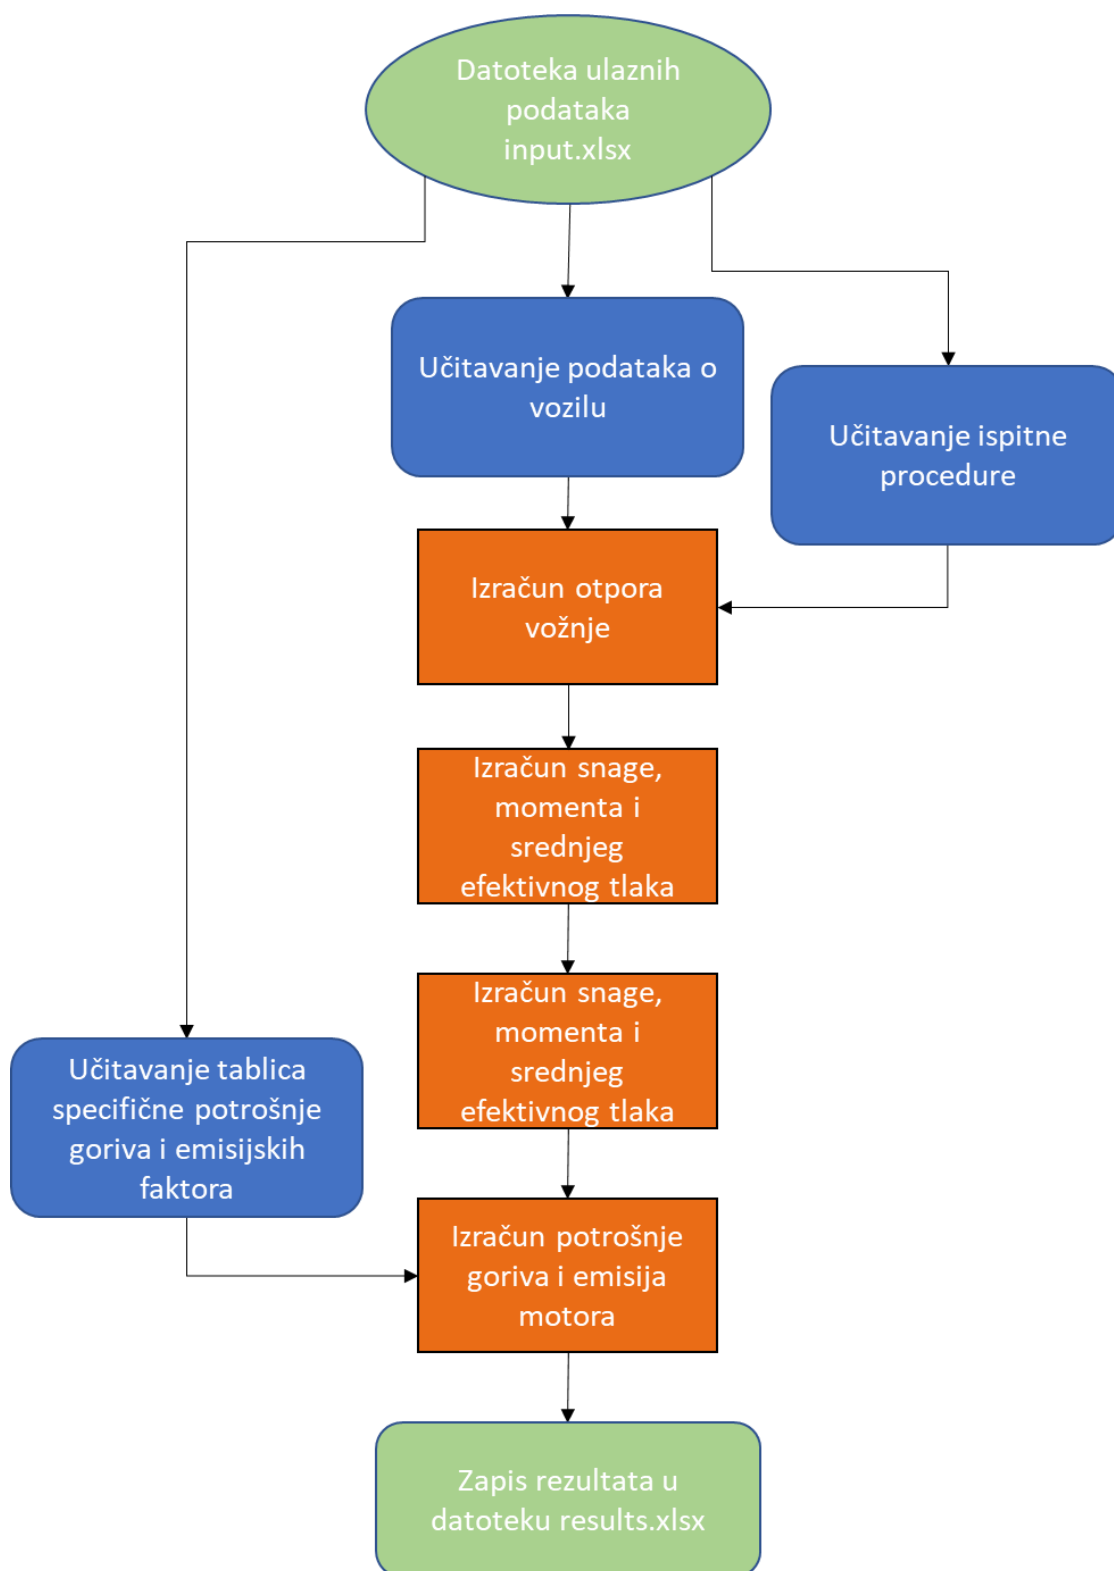 Datoteka ulaznih
podataka
input.xlsx
Učitavanje podataka o
vozilu
Učitavanje ispitne
procedure
Izračun otpora
vožnje
Izračun snage,
momenta i
srednjeg
efektivnog tlaka
Izračun snage,
momenta i
srednjeg
efektivnog tlaka
Učitavanje tablica
specifične potrošnje
goriva i emisijskih
faktora
Izračun potrošnje
goriva i emisija
motora
Zapis rezultata u
datoteku results.xlsx